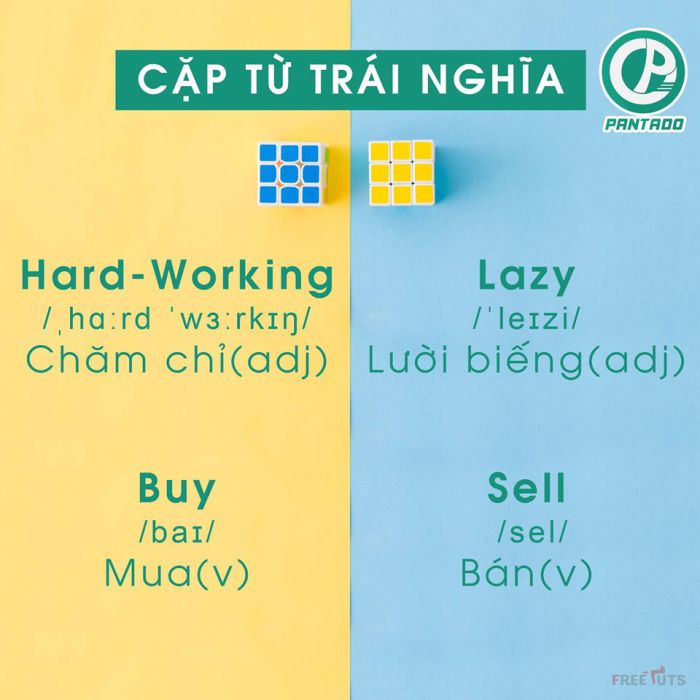 CẶP TỪ TRÁI NGHĨA
PANTADO
Hard-Working
/ˌhɑːrd ˈwɜːrkɪŋ/
Chăm chỉ(adj)
Lazy
/ˈleɪzi/
Lười biếng(adj)
Buy
/baɪ/
Mua(v)
Sell
/sel/
Bán(v)
FREETUTS